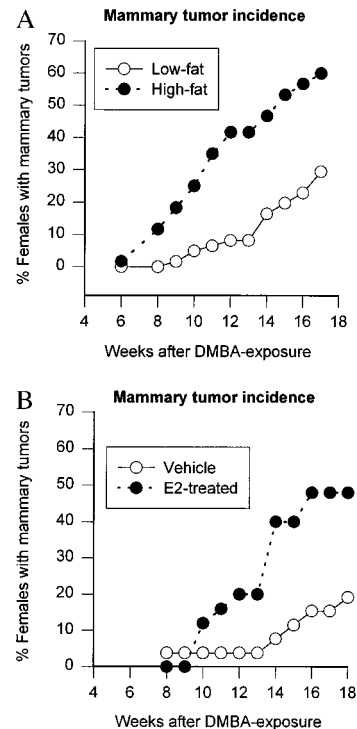 A
Mammary tumor incidence
70
60
50
40
30
20
10
0
% Females with mammary tumors
Low-fat
High-fat
4 6 8 10 12 14 16 18
Weeks after DMBA-exposure
B
Mammary tumor incidence
70
60
50
40
30
20
10
0
% Females with mammary tumors
Vehicle
E2-treated
4 6 8 10 12 14 16 18
Weeks after DMBA-exposure